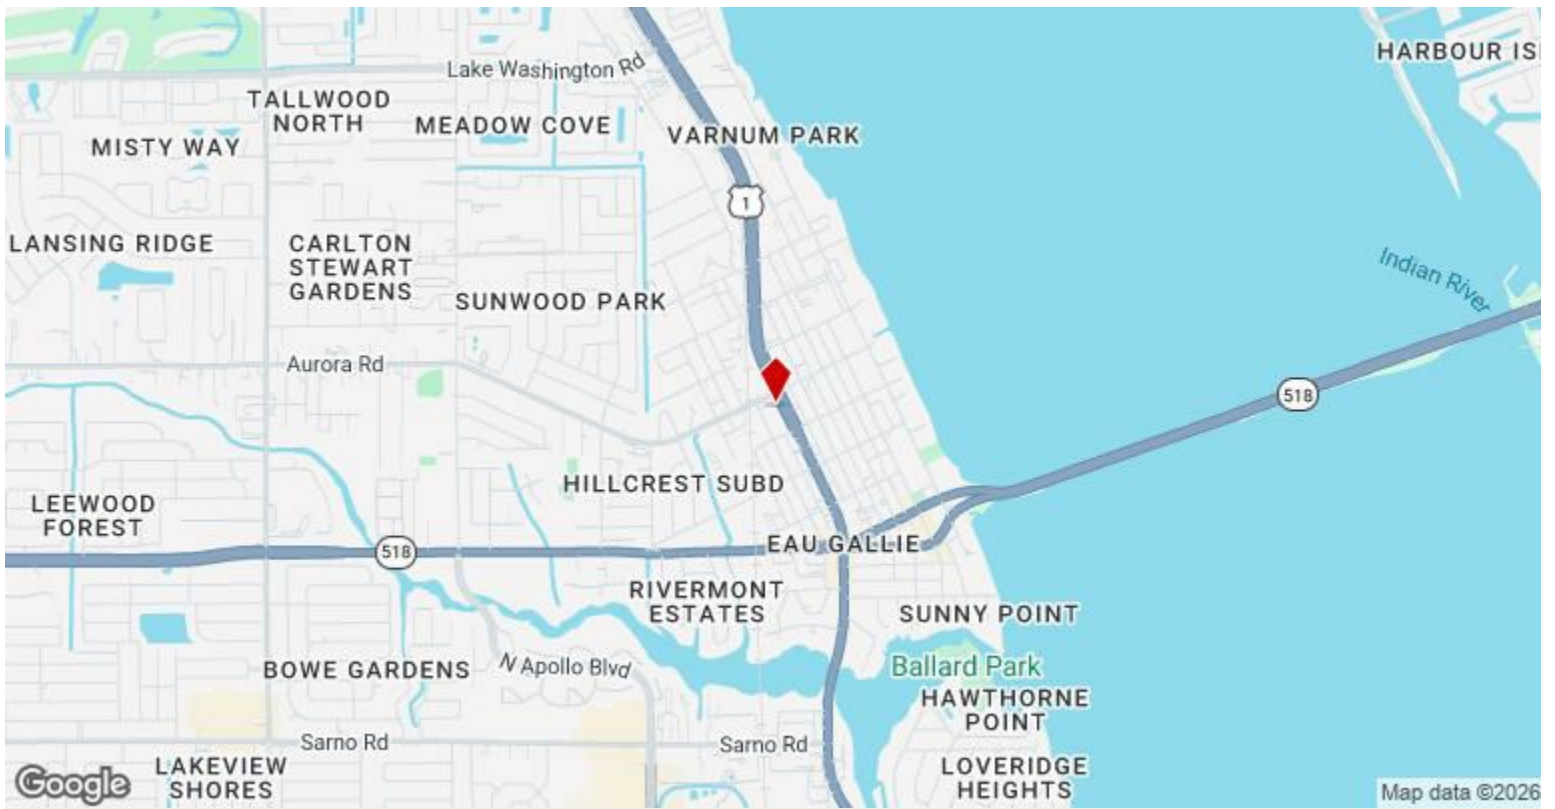 HARBOUR IS
Lake Washington Rd
TALLWOOD
NORTH
MEADOW COVE
VARNUM PARK
MISTY WAY
1
LANSING RIDGE
CARLTON
STEWART
GARDENS
Indian River
SUNWOOD PARK
Aurora Rd
518
HILLCREST SUBD
LEEWOOD
FOREST
518
EAU GALLIE
RIVERMONT
ESTATES
SUNNY POINT
BOWE GARDENS
N Apollo Blvd
Ballard Park
HAWTHORNE
POINT
Sarno Rd
Sarno Rd
LAKEVIEW
SHORES
LOVERIDGE
HEIGHTS
Google
Map data ©2026